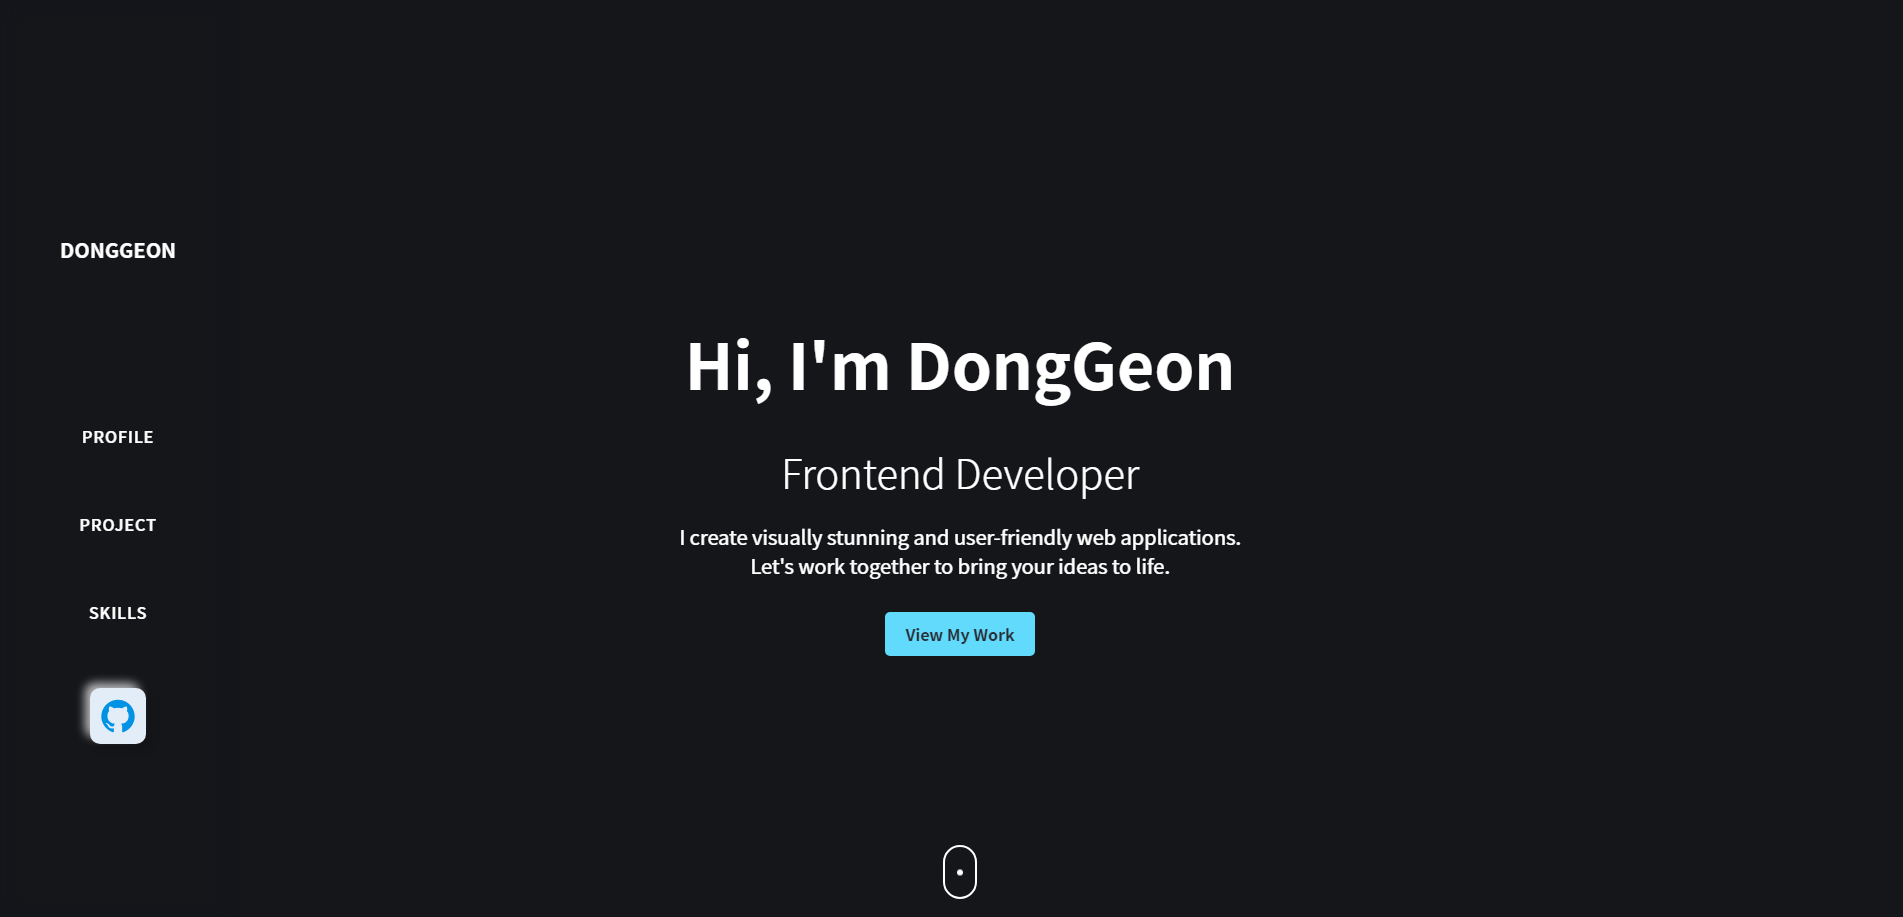 DONGGEON
PROFILE
PROJECT
SKILLS
Hi, I'm DongGeon
Frontend Developer
I create visually stunning and user-friendly web applications.
Let's work together to bring your ideas to life.
View My Work